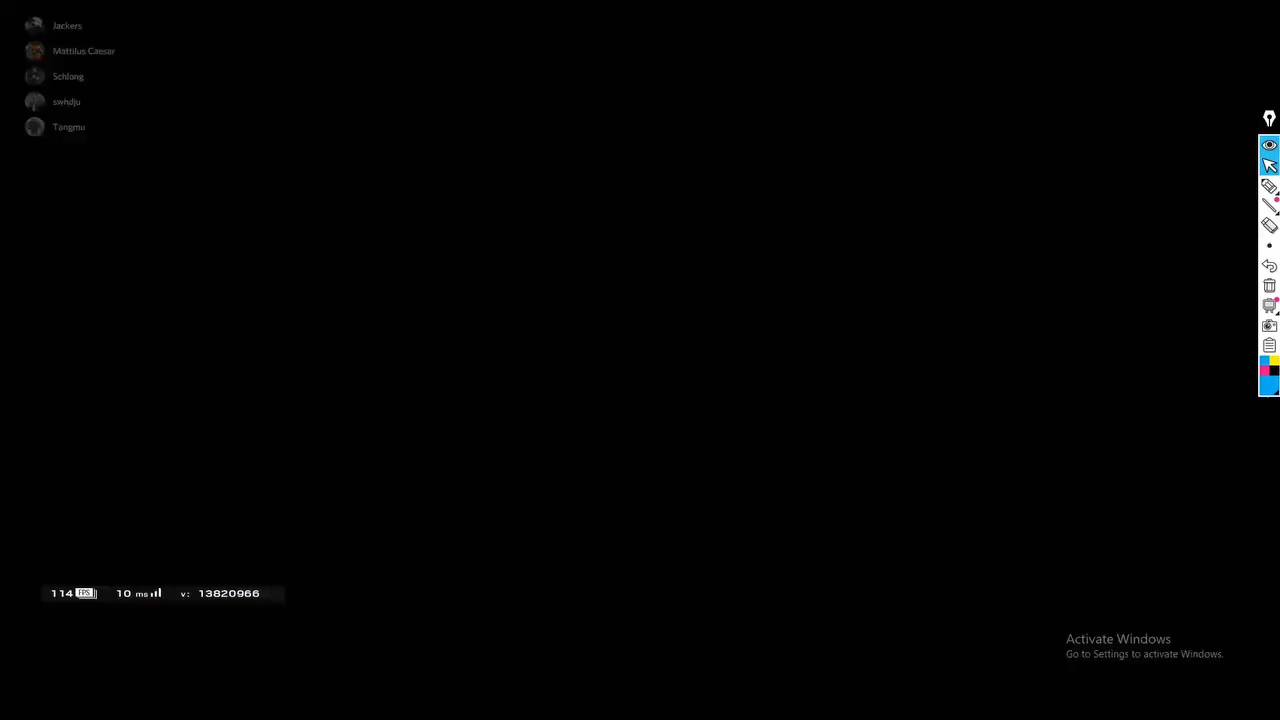 Jackers
Mattilus Caesar
Schlong
swhdju
Tangmu
114 FPS 10 ms v: 13820966
Activate Windows
Go to Settings to activate Windows.